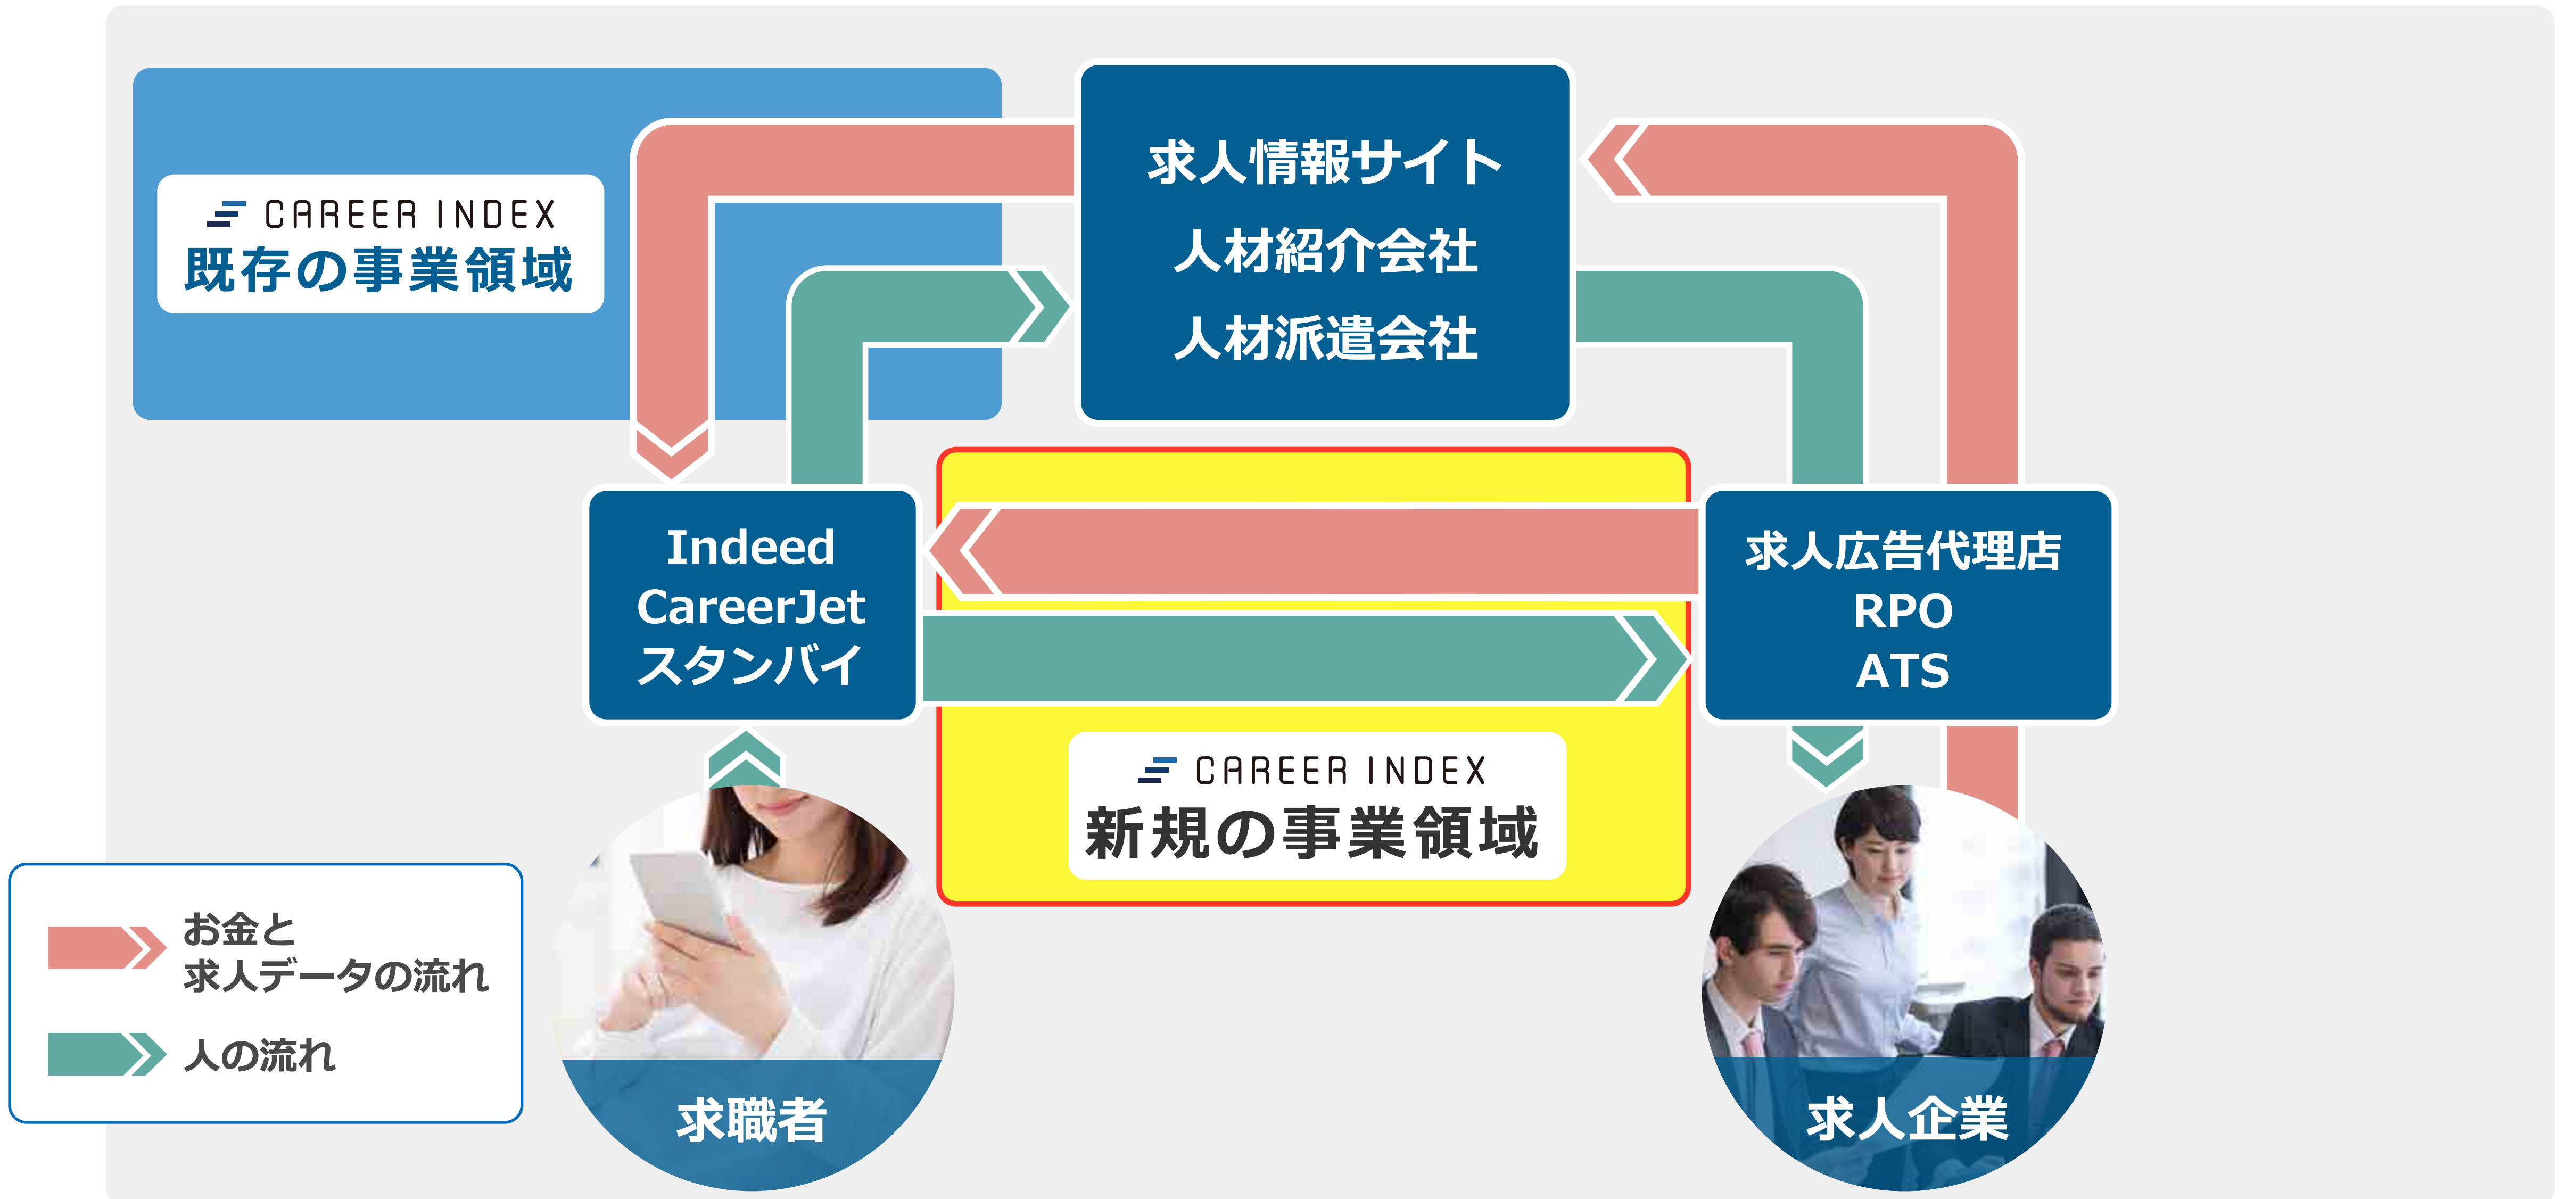 求人情報サイト
人材紹介会社
人材派遣会社
CAREER INDEX
既存の事業領域
Indeed
CareerJet
スタンバイ
求人広告代理店
RPO
ATS
CAREER INDEX
新規の事業領域
お金と
求人データの流れ
人の流れ
求職者
求人企業